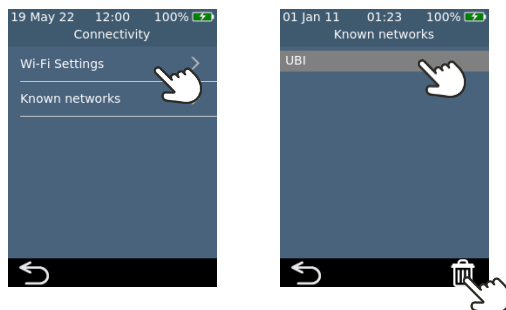 19 May 22 12:00 100%
Connectivity
Wi-Fi Settings
Known networks
01 Jan 11 01:23 100%
Known networks
UBI